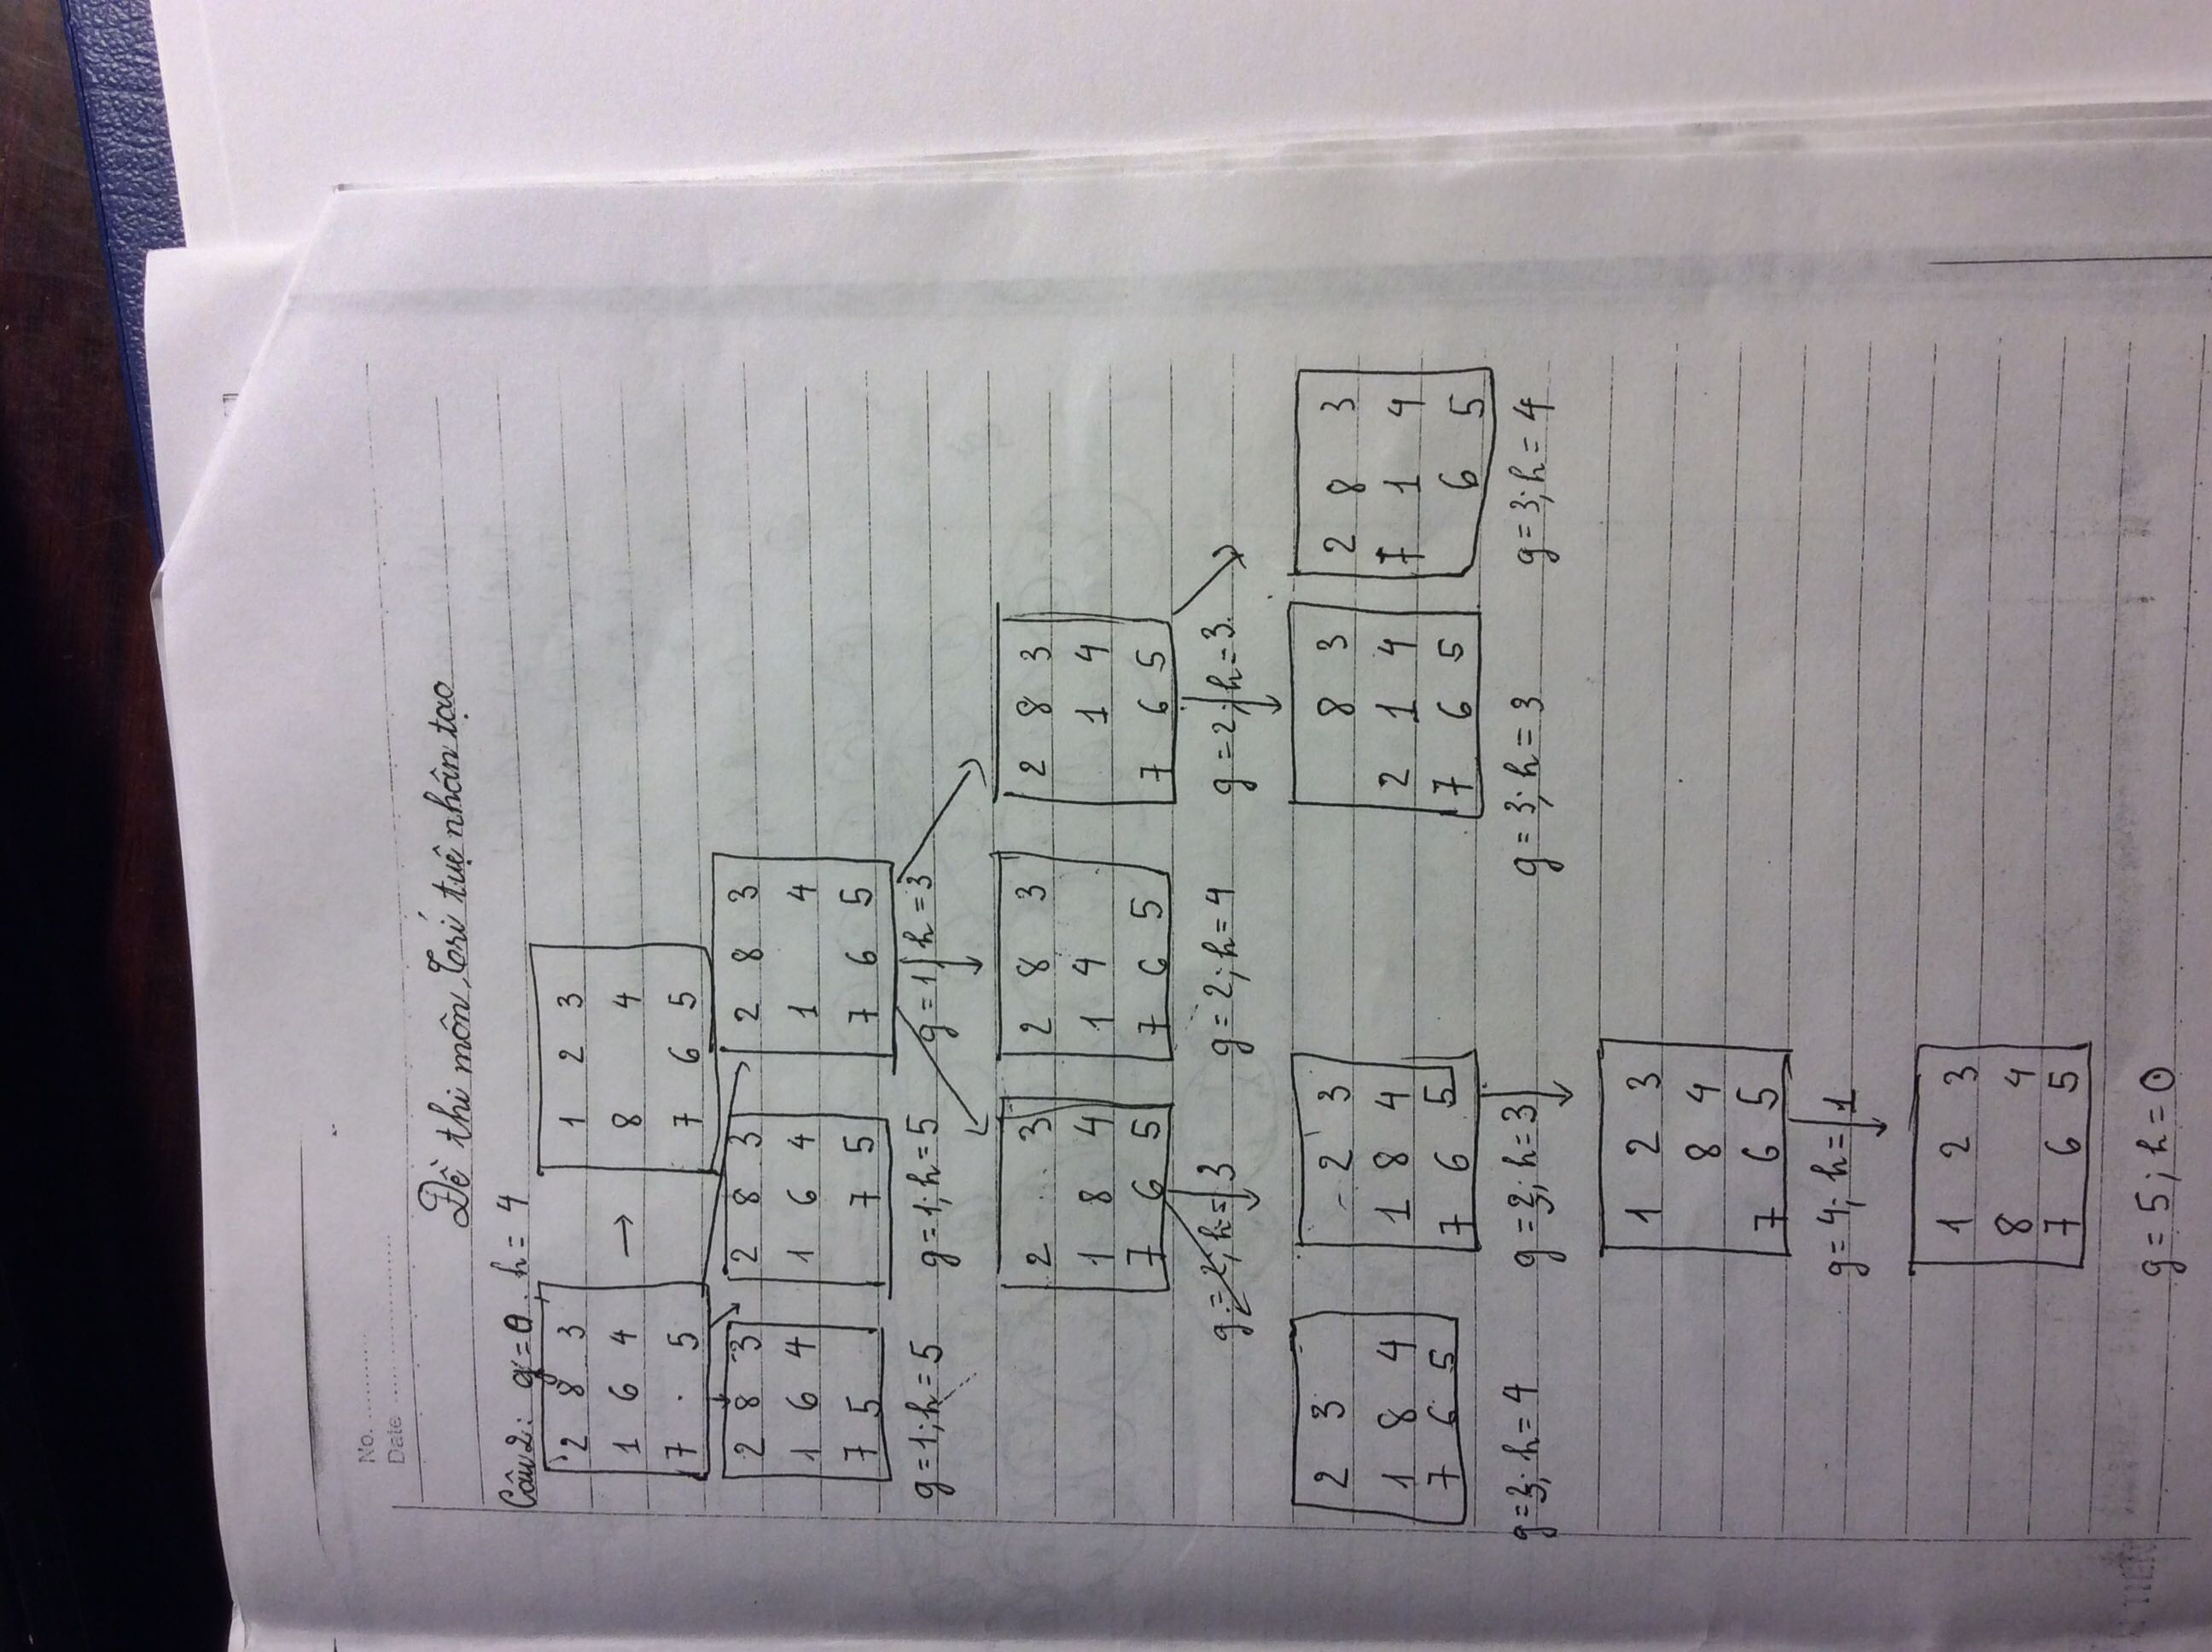 No. ............
Date .....................
Đề thi môn Trí tuệ nhân tạo
Câu 2: g = 0; h = 4
2 8 3 1 2 3
1 6 4 → 8 4
7 5 7 6 5
2 8 3 2 8 3 2 8 3
1 6 4 1 6 4 1 4
7 5 7 5 7 6 5
g = 1; h = 5 g = 1; h = 5 g = 1; h = 3
2 3 2 8 3 2 8 3
1 8 4 1 4 1 4
7 6 5 7 6 5 7 6 5
g = 2; h = 3 g = 2; h = 4 g = 2; h = 3
2 3 2 3 8 3 2 8 3
1 8 4 1 8 4 2 1 4 7 1 4
7 6 5 7 6 5 7 6 5 6 5
g = 3; h = 4 g = 3; h = 3 g = 3; h = 3 g = 3; h = 4
1 2 3
8 4
7 6 5
g = 4; h = 1
1 2 3
8 4
7 6 5
g = 5; h = 0